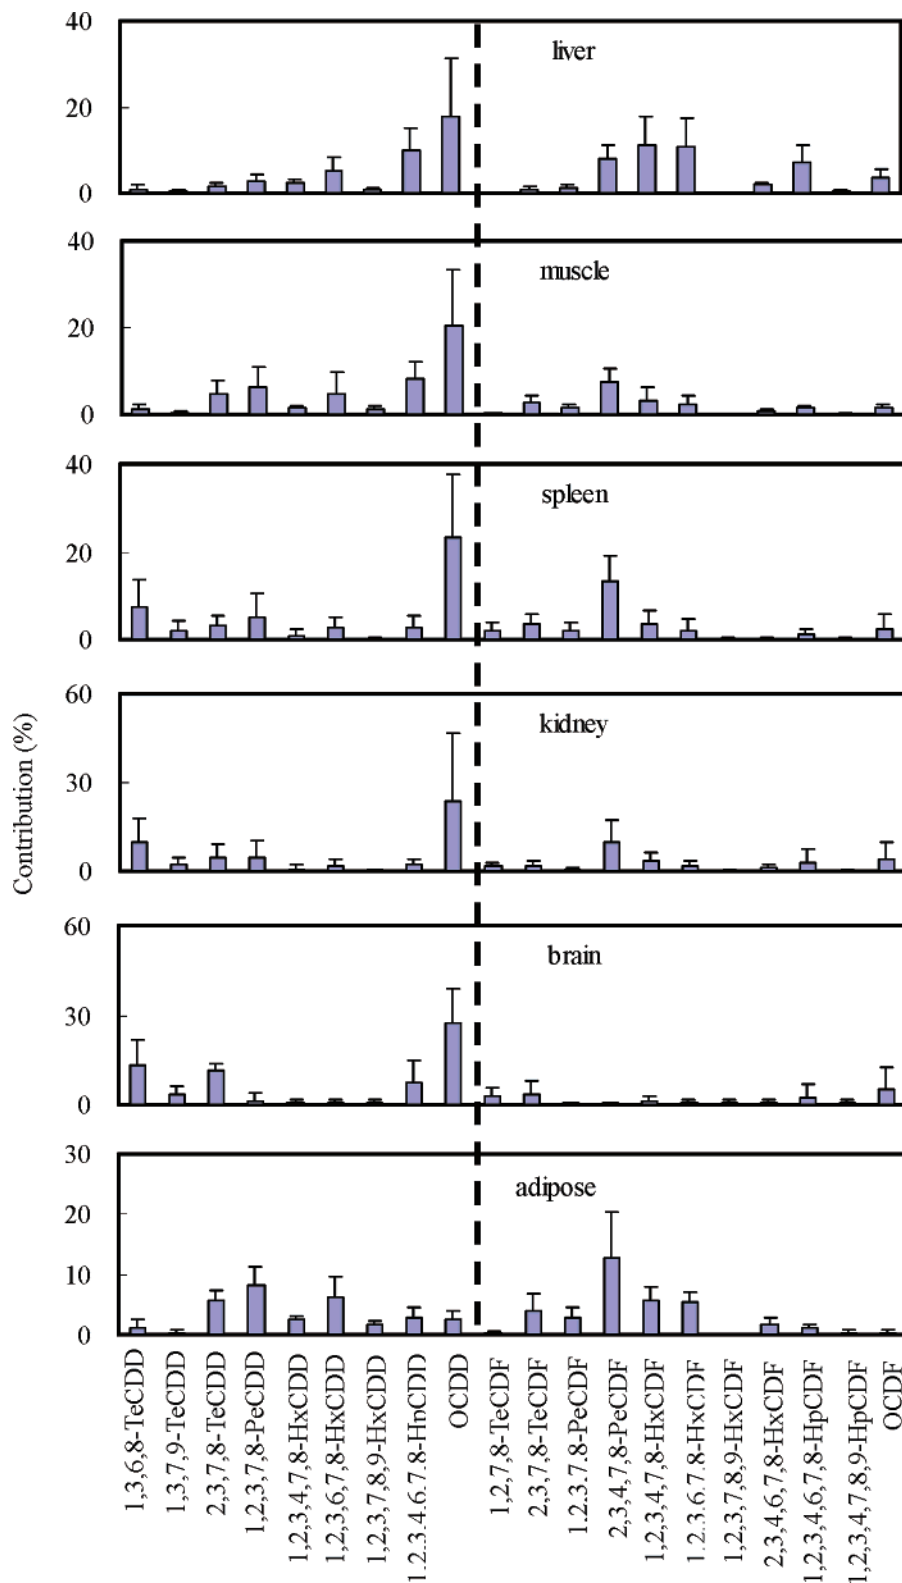 40
20
0
liver
40
20
0
muscle
40
20
0
spleen
60
30
0
kidney
60
30
0
brain
30
20
10
0
adipose
Contribution (%)
1,3,6,8-TeCDD
1,3,7,9-TeCDD
2,3,7,8-TeCDD
1,2,3,7,8-PeCDD
1,2,3,4,7,8-HxCDD
1,2,3,6,7,8-HxCDD
1,2,3,7,8,9-HxCDD
1.2.3.4.6.7.8-HpCDD
OCDD
1,2,7,8-TeCDF
2,3,7,8-TeCDF
1.2.3.7.8-PeCDF
2,3,4,7,8-PeCDF
1,2,3,4,7,8-HxCDF
1.2.3.6.7.8-HxCDF
1,2,3,7,8,9-HxCDF
2,3,4,6,7,8-HxCDF
1,2,3,4,6,7,8-HpCDF
1,2,3,4,7,8,9-HpCDF
OCDF